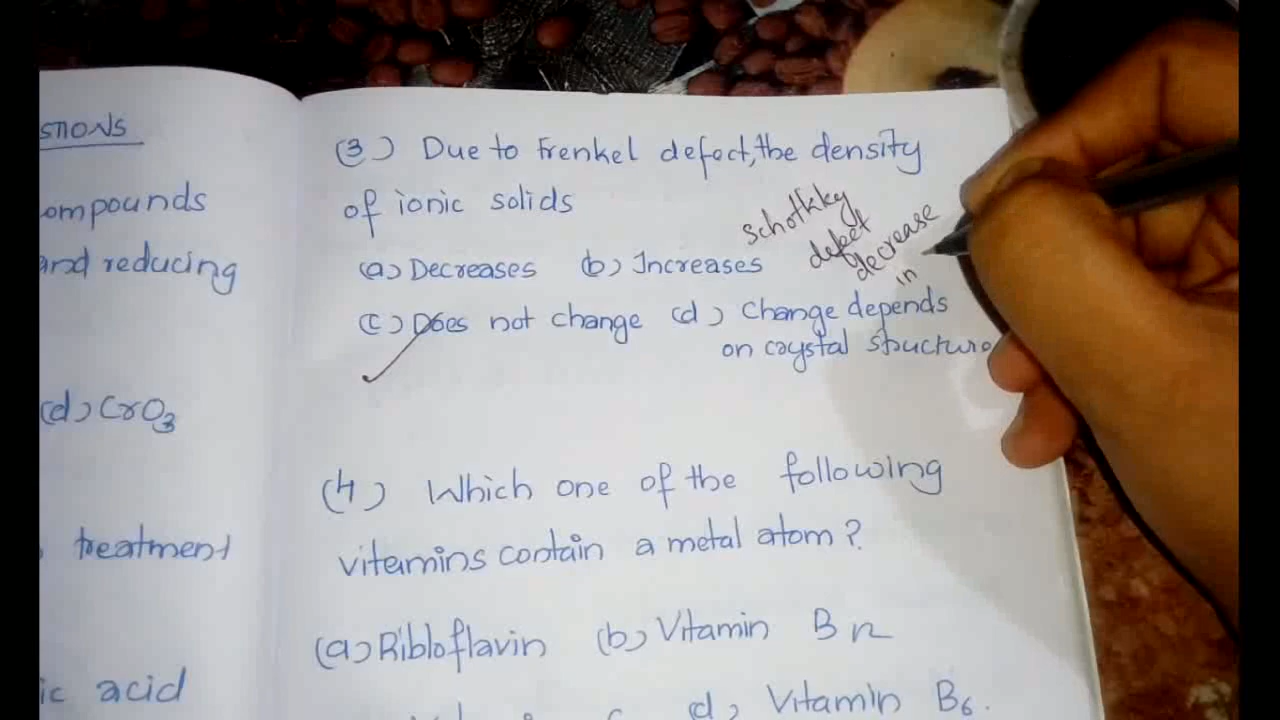 STIONS
ompounds
and reducing
(d) CrO3
treatment
ic acid
(3) Due to Frenkel defect, the density
of ionic solids
(a) Decreases (b) Increases
(c) Does not change (d) Change depends
on crystal structure
Schotkky
defect
decrease
in
(4) Which one of the following
vitamins contain a metal atom?
(a) Ribloflavin (b) Vitamin B12
(d) Vitamin B6.